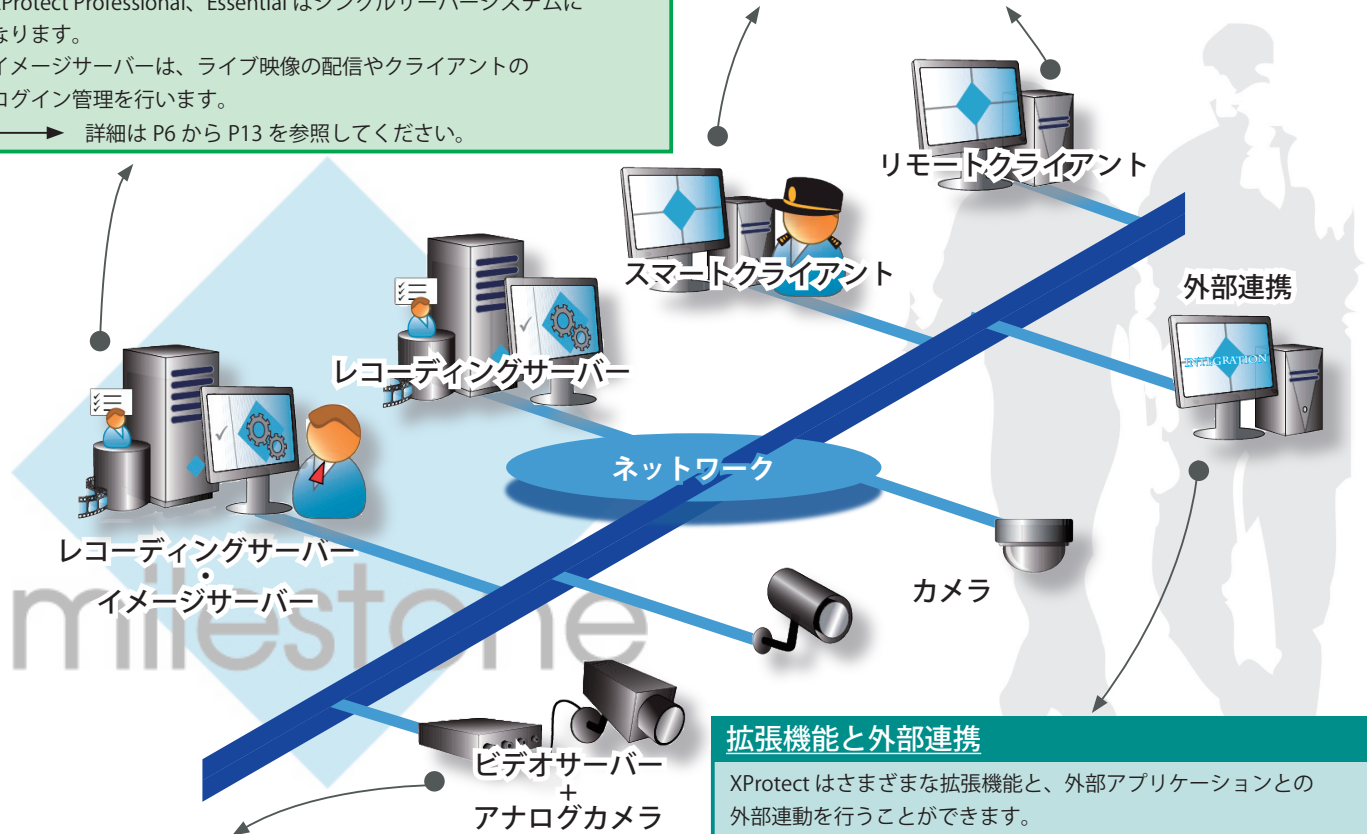 XProtect Professional、Essential はシングルサーバーシステムに
なります。
イメージサーバーは、ライブ映像の配信やクライアントの
ログイン管理を行います。
詳細は P6 から P13 を参照してください。
リモートクライアント
スマートクライアント
外部連携
INTEGRATION
レコーディングサーバー
ネットワーク
レコーディングサーバー
・
イメージサーバー
カメラ
milestone
ビデオサーバー
+
アナログカメラ
拡張機能と外部連携
XProtect はさまざまな拡張機能と、外部アプリケーションとの
外部連動を行うことができます。